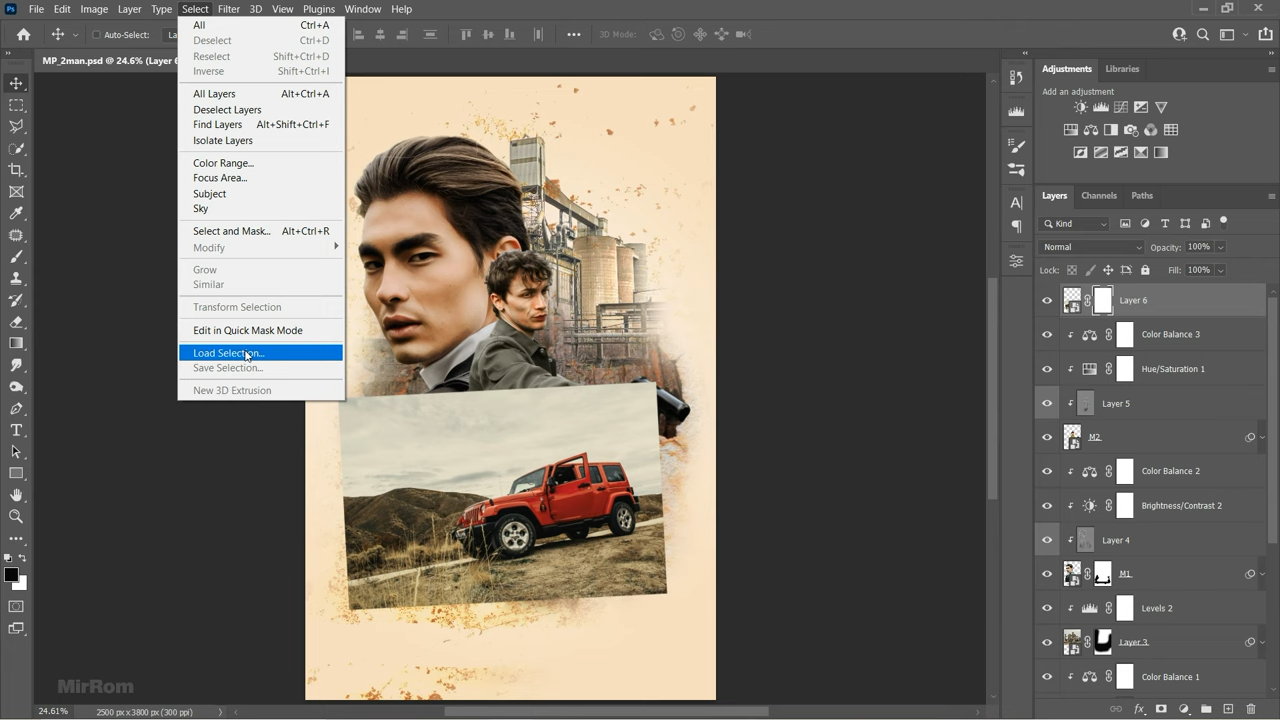 Ps File Edit Image Layer Type Select Filter 3D View Plugins Window Help
Auto-Select: La
3D Mode:
MP_2man.psd @ 24.6% (Layer 6
All Ctrl+A
Deselect Ctrl+D
Reselect Shift+Ctrl+D
Inverse Shift+Ctrl+I
All Layers Alt+Ctrl+A
Deselect Layers
Find Layers Alt+Shift+Ctrl+F
Isolate Layers
Color Range...
Focus Area...
Subject
Sky
Select and Mask... Alt+Ctrl+R
Modify
Grow
Similar
Transform Selection
Edit in Quick Mask Mode
Load Selection...
Save Selection...
New 3D Extrusion
Adjustments Libraries
Add an adjustment
Layers Channels Paths
Kind
Normal Opacity: 100%
Lock: Fill: 100%
Layer 6
Color Balance 3
Hue/Saturation 1
Layer 5
M2
Color Balance 2
Brightness/Contrast 2
Layer 4
M1
Levels 2
Layer 3
Color Balance 1
MirRom
24.61% 2500 px x 3800 px (300 ppi)